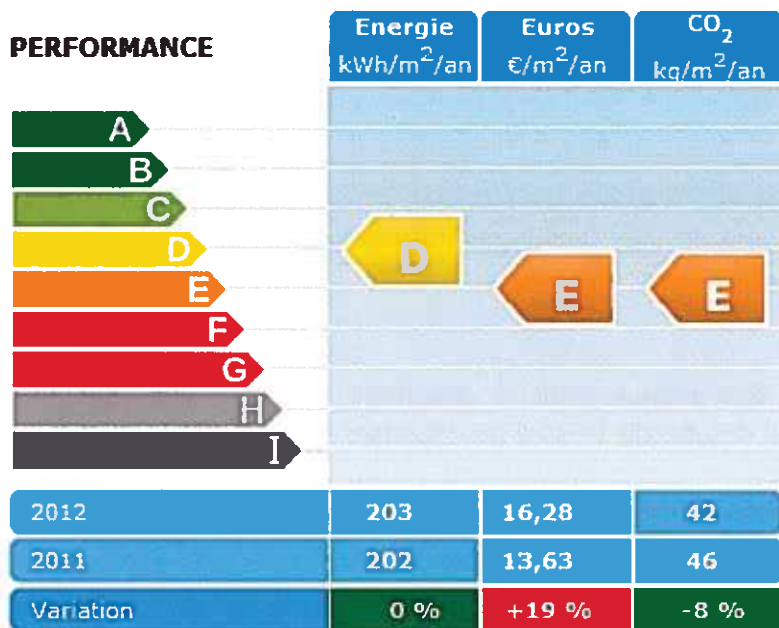 PERFORMANCE
Energie
kWh/m²/an
Euros
€/m²/an
CO₂
kg/m²/an
A
B
C
D
E
F
G
H
I
D
E
E
2012 203 16,28 42
2011 202 13,63 46
Variation 0 % +19 % -8 %